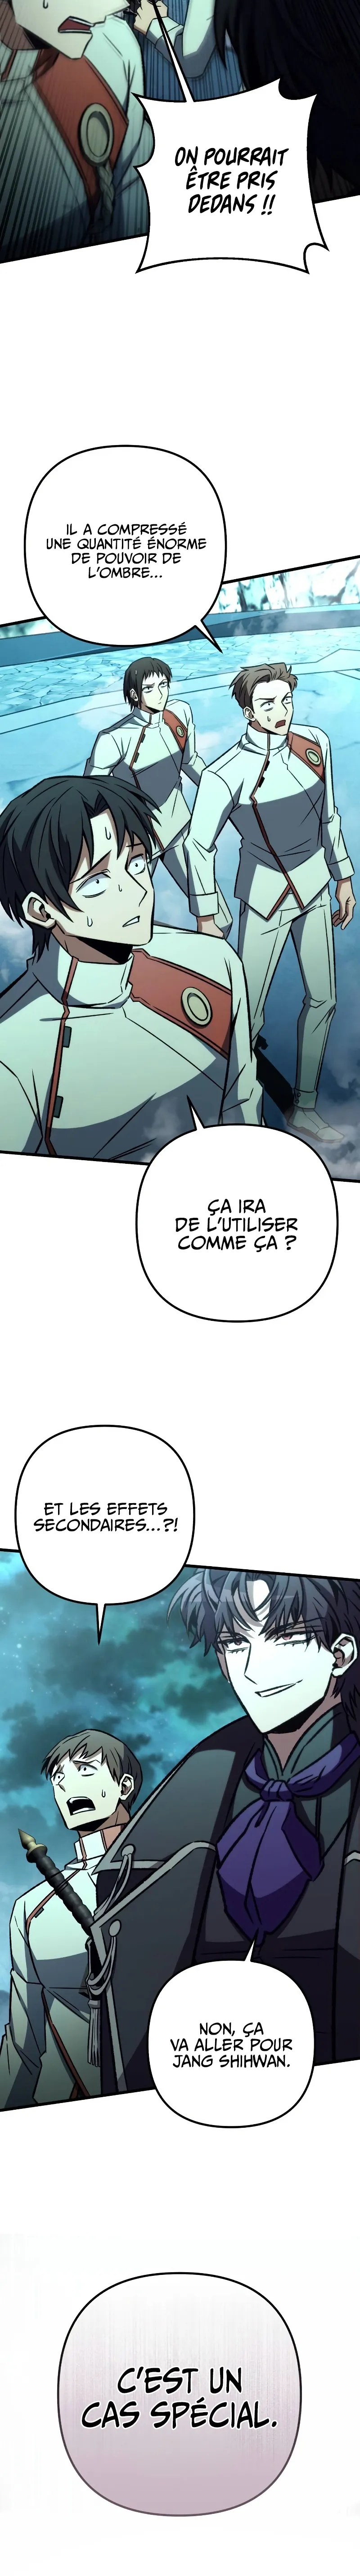 ON POURRAIT
ÊTRE PRIS
DEDANS !!
IL A COMPRESSÉ
UNE QUANTITÉ ÉNORME
DE POUVOIR DE
L'OMBRE...
ÇA IRA
DE L'UTILISER
COMME ÇA ?
ET LES EFFETS
SECONDAIRES...?!
NON, ÇA
VA ALLER POUR
JANG SHIHWAN.
C'EST UN
CAS SPÉCIAL.